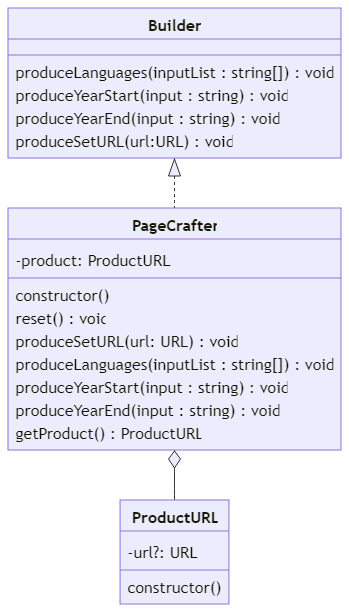 Builder
produceLanguages(inputList : string[]) : void
produceYearStart(input : string) : void
produceYearEnd(input : string) : void
produceSetURL(url:URL) : void
PageCrafter
-product: ProductURL
constructor()
reset() : voic
produceSetURL(url: URL) : void
produceLanguages(inputList : string[]) : void
produceYearStart(input : string) : void
produceYearEnd(input : string) : void
getProduct() : ProductURL
ProductURL
-url?: URL
constructor()